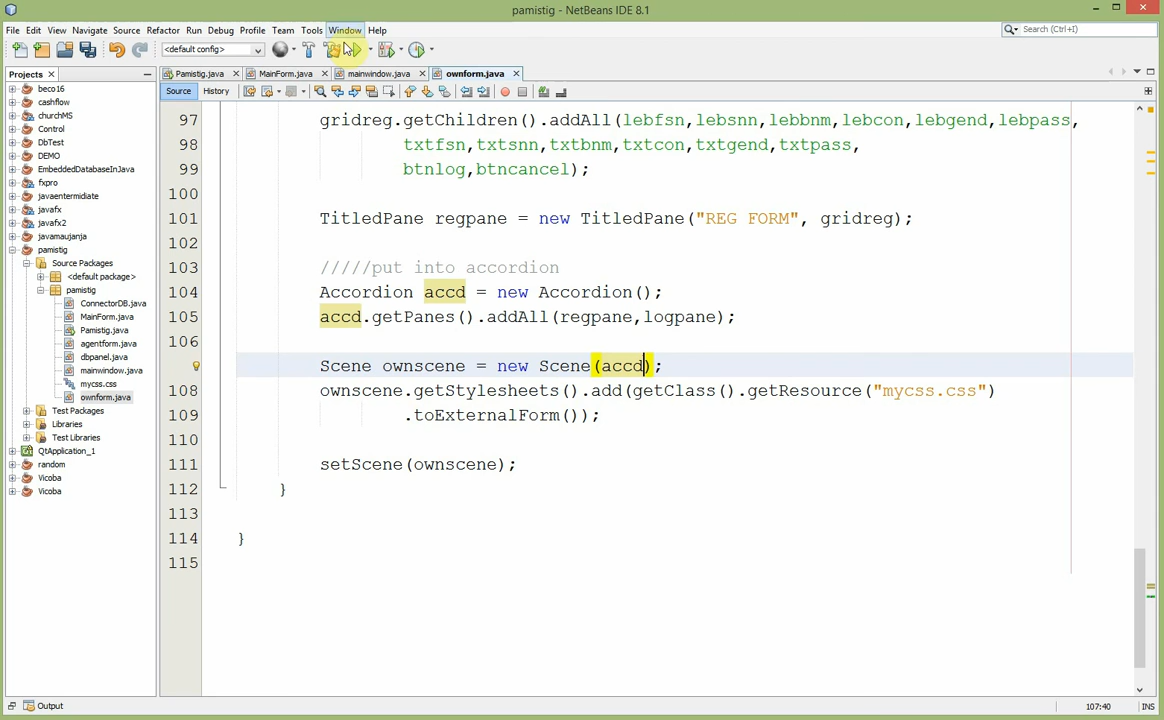 pamistig - NetBeans IDE 8.1
File Edit View Navigate Source Refactor Run Debug Profile Team Tools Window Help
Search (Ctrl+I)
<default config>
Projects
Pamistig.java MainForm.java mainwindow.java ownform.java
Source History
beco16
cashflow
churchMS
Control
DbTest
DEMO
EmbeddedDatabaseInJava
fxpro
javaentermidiate
javafx
javafx2
javamaujanja
pamistig
Source Packages
<default package>
pamistig
ConnectorDB.java
MainForm.java
Pamistig.java
agentform.java
dbpanel.java
mainwindow.java
mycss.css
ownform.java
Test Packages
Libraries
Test Libraries
QtApplication_1
random
Vicoba
Vicoba
97 gridreg.getChildren().addAll(lebfsn,lebsnn,lebbnm,lebcon,lebgend,lebpass,
98 txtfsn,txtsnn,txtbnm,txtcon,txtgend,txtpass,
99 btnlog,btncancel);
100
101 TitledPane regpane = new TitledPane("REG FORM", gridreg);
102
103 /////put into accordion
104 Accordion accd = new Accordion();
105 accd.getPanes().addAll(regpane,logpane);
106
Scene ownscene = new Scene(accd);
108 ownscene.getStylesheets().add(getClass().getResource("mycss.css")
109 .toExternalForm());
110
111 setScene(ownscene);
112 }
113
114 }
115
Output
107:40 INS